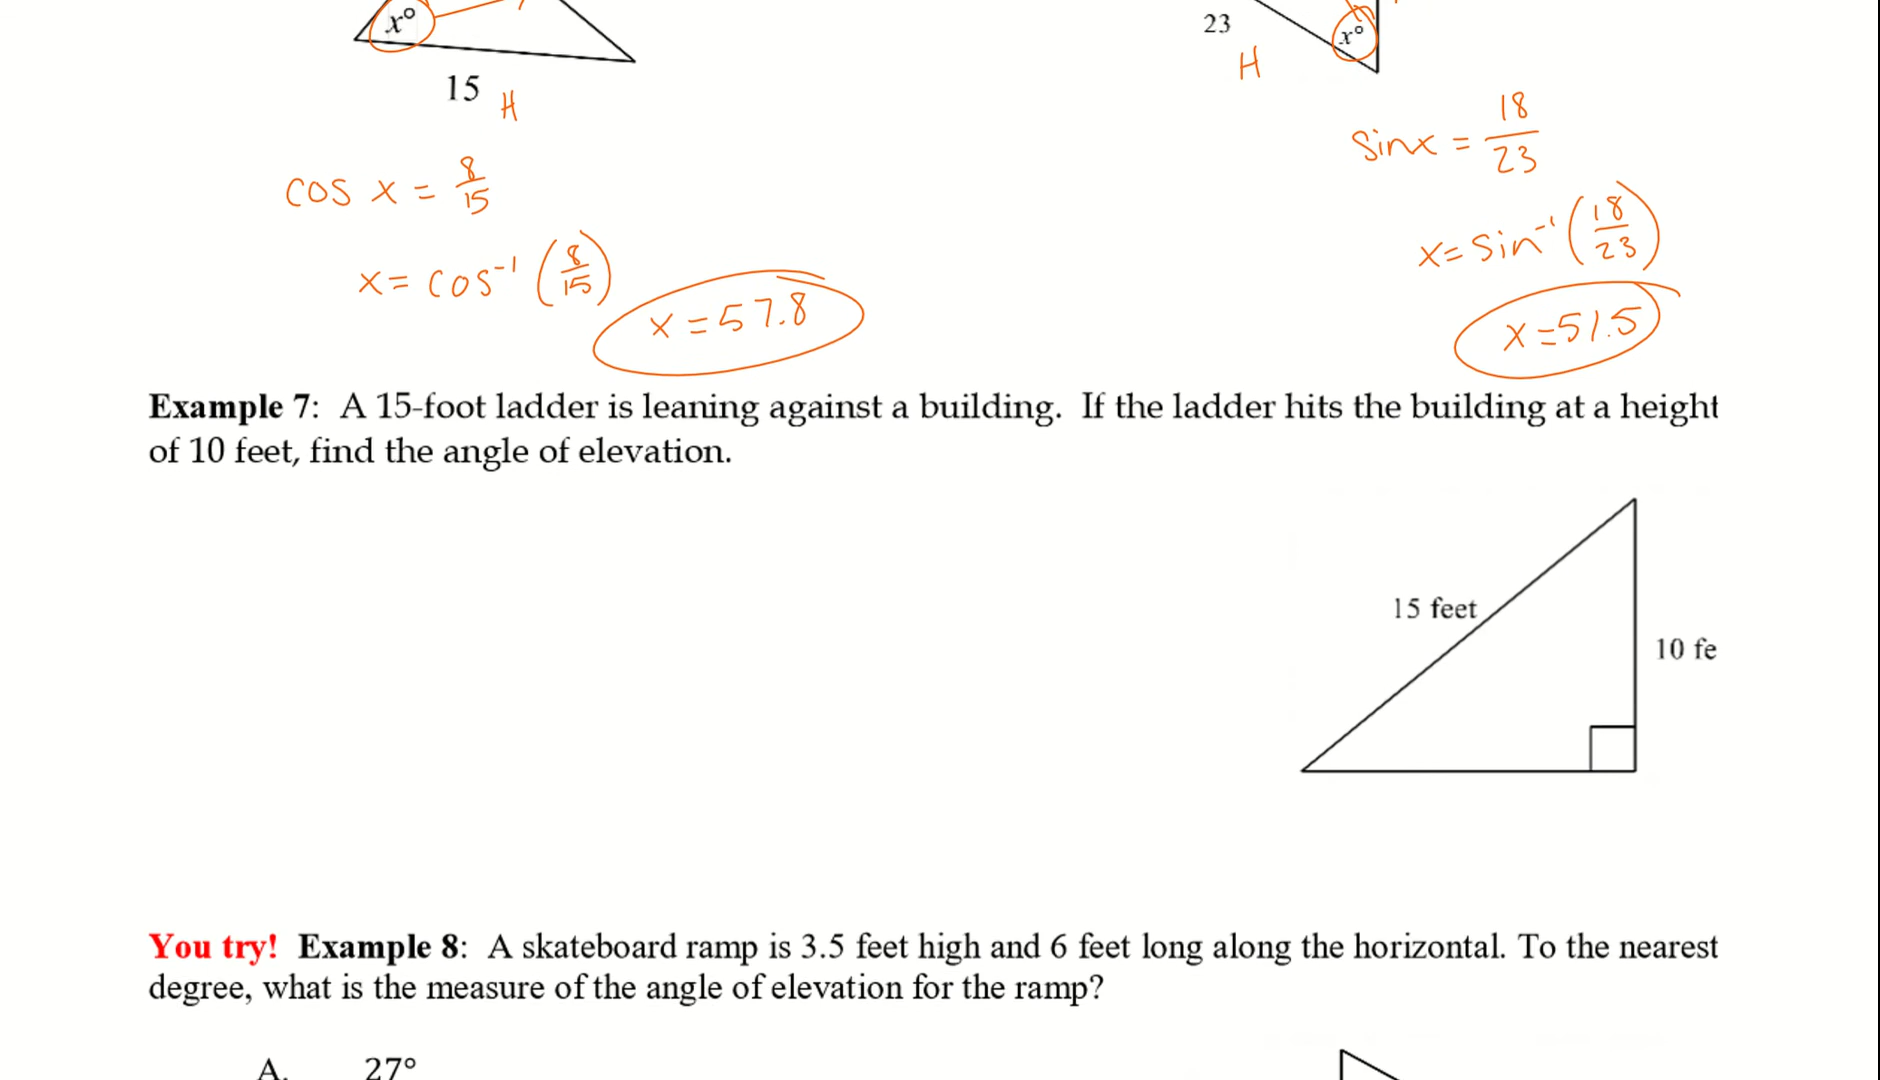 x°
15 H
23
H
x°
cos x = 8/15
x = cos⁻¹ (8/15)
x = 57.8
Sin x = 18/23
x = Sin⁻¹ (18/23)
x = 51.5
Example 7: A 15-foot ladder is leaning against a building. If the ladder hits the building at a height
of 10 feet, find the angle of elevation.
15 feet
10 fe
You try! Example 8: A skateboard ramp is 3.5 feet high and 6 feet long along the horizontal. To the nearest
degree, what is the measure of the angle of elevation for the ramp?
A. 27°